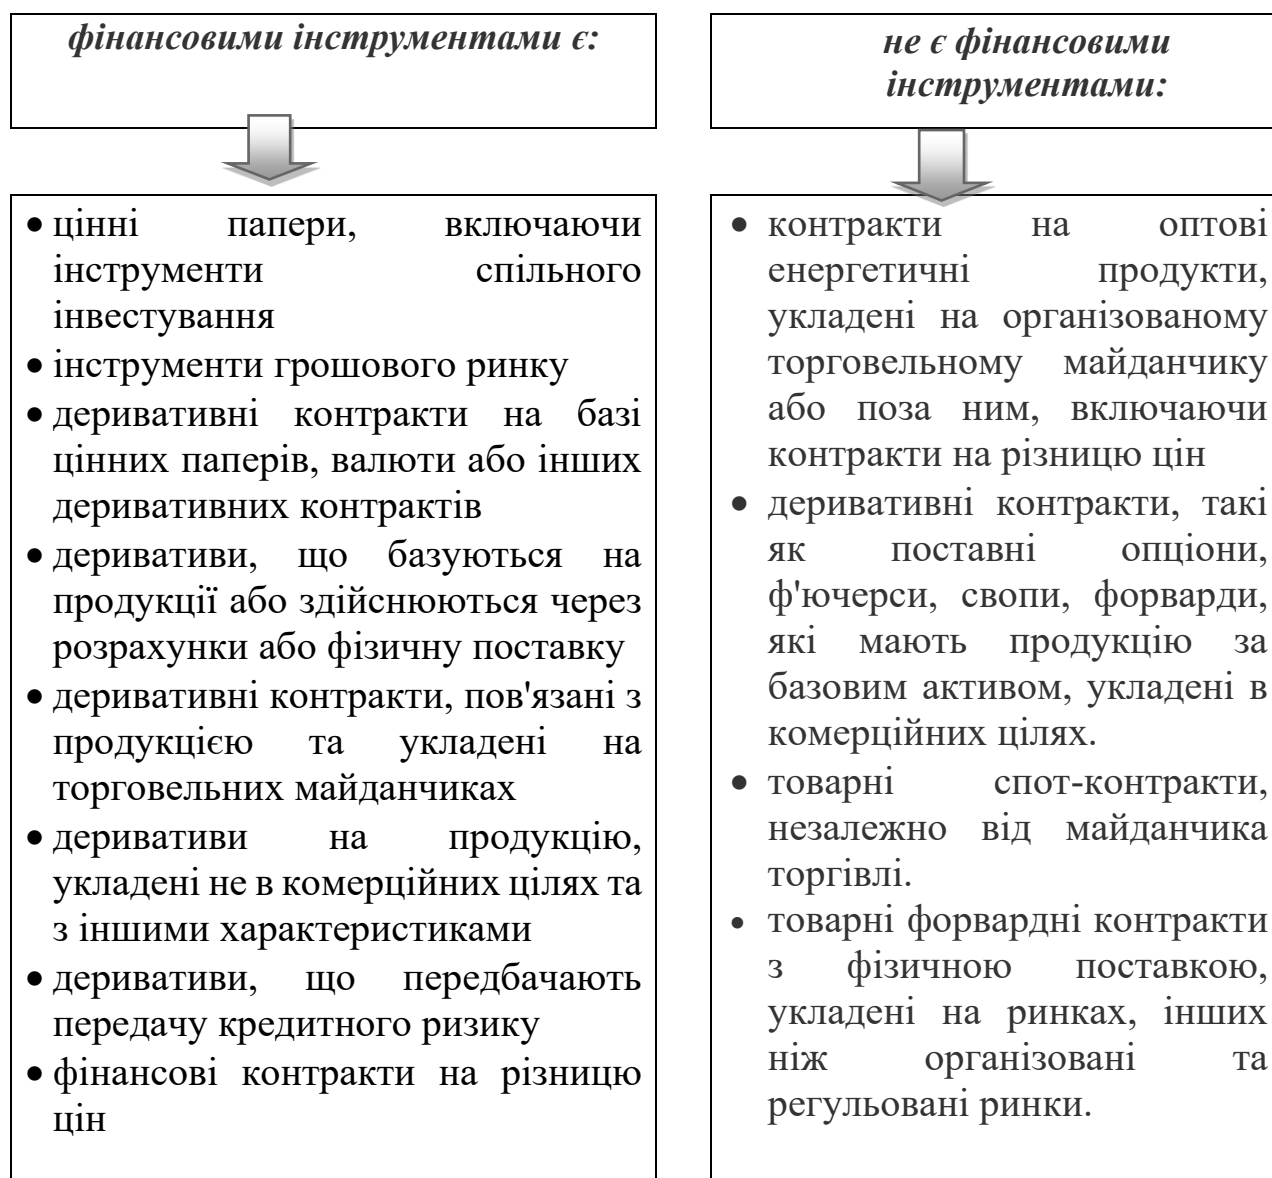 фінансовими інструментами є:
цінні папери, включаючи
інструменти спільного
інвестування
інструменти грошового ринку
деривативні контракти на базі
цінних паперів, валюти або інших
деривативних контрактів
деривативи, що базуються на
продукції або здійснюються через
розрахунки або фізичну поставку
деривативні контракти, пов'язані з
продукцією та укладені на
торговельних майданчиках
деривативи на продукцію,
укладені не в комерційних цілях та
з іншими характеристиками
деривативи, що передбачають
передачу кредитного ризику
фінансові контракти на різницю
цін
не є фінансовими
інструментами:
контракти на оптові
енергетичні продукти,
укладені на організованому
торговельному майданчику
або поза ним, включаючи
контракти на різницю цін
деривативні контракти, такі
як поставні опціони,
ф'ючерси, свопи, форварди,
які мають продукцію за
базовим активом, укладені в
комерційних цілях.
товарні спот-контракти,
незалежно від майданчика
торгівлі.
товарні форвардні контракти
з фізичною поставкою,
укладені на ринках, інших
ніж організовані та
регульовані ринки.